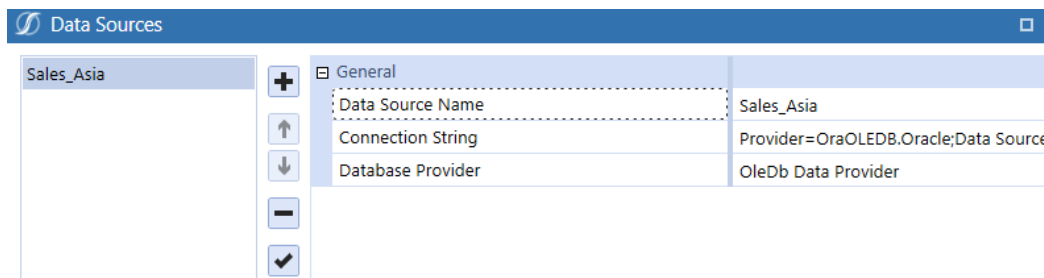 Data Sources
Sales_Asia
General
Data Source Name Sales_Asia
Connection String Provider=OraOLEDB.Oracle;Data Source
Database Provider OleDb Data Provider